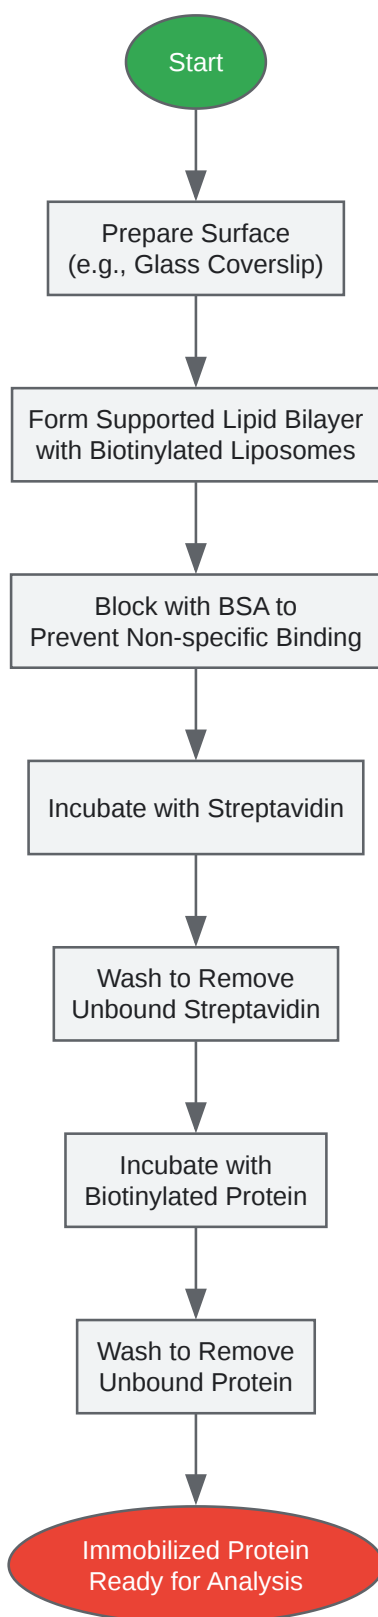 Start
Prepare Surface
(e.g., Glass Coverslip)
Form Supported Lipid Bilayer
with Biotinylated Liposomes
Block with BSA to
Prevent Non-specific Binding
Incubate with Streptavidin
Wash to Remove
Unbound Streptavidin
Incubate with
Biotinylated Protein
Wash to Remove
Unbound Protein
Immobilized Protein
Ready for Analysis